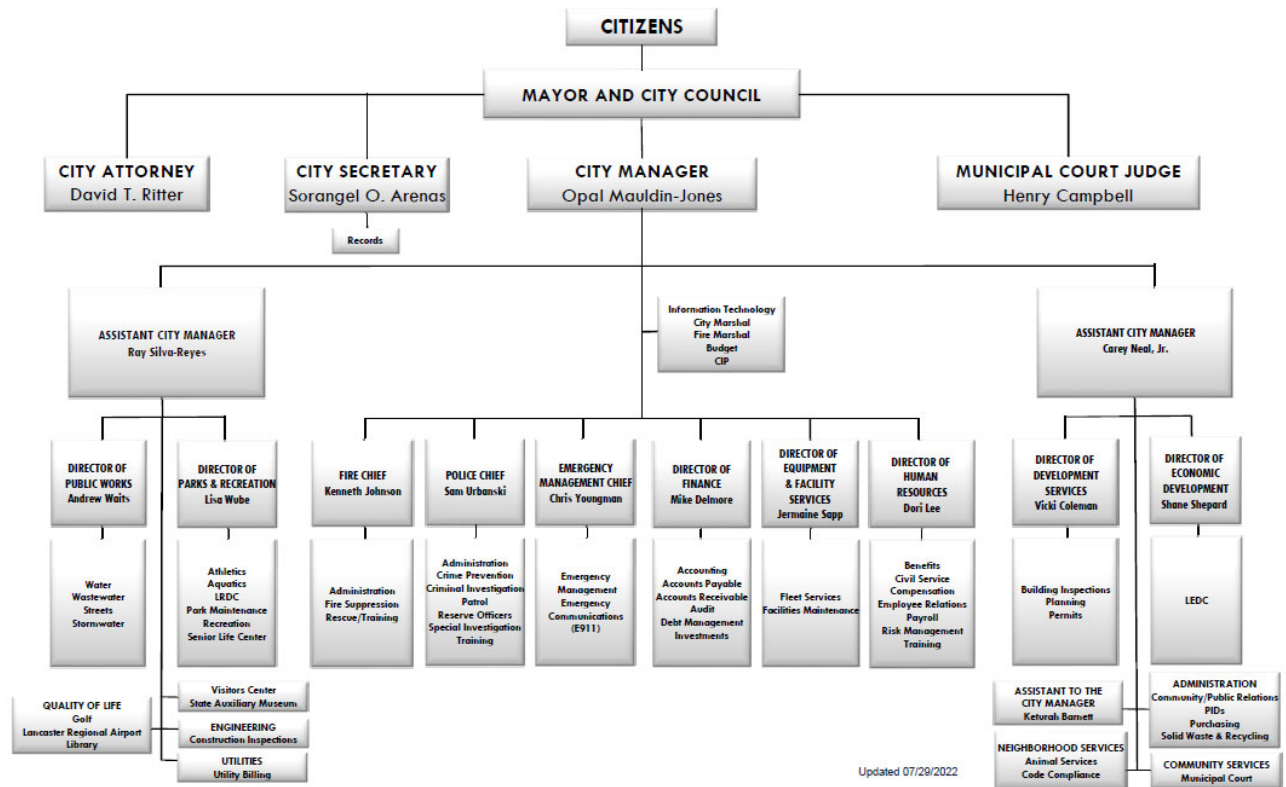 CITIZENS
MAYOR AND CITY COUNCIL
CITY ATTORNEY
David T. Ritter
CITY SECRETARY
Sorangel O. Arenas
CITY MANAGER
Opal Mauldin-Jones
MUNICIPAL COURT JUDGE
Henry Campbell
Records
ASSISTANT CITY MANAGER
Ray Silva-Reyes
Information Technology
City Marshal
Fire Marshal
Budget
CIP
ASSISTANT CITY MANAGER
Carey Neal, Jr.
DIRECTOR OF
PUBLIC WORKS
Andrew Waits
DIRECTOR OF
PARKS & RECREATION
Lisa Wube
FIRE CHIEF
Kenneth Johnson
POLICE CHIEF
Sam Urbanski
EMERGENCY
MANAGEMENT CHIEF
Chris Youngman
DIRECTOR OF
FINANCE
Mike Delmore
DIRECTOR OF
EQUIPMENT
& FACILITY
SERVICES
Jermaine Sapp
DIRECTOR OF
HUMAN
RESOURCES
Dori Lee
DIRECTOR OF
DEVELOPMENT
SERVICES
Vicki Coleman
DIRECTOR OF
ECONOMIC
DEVELOPMENT
Shane Shepard
Water
Wastewater
Streets
Stormwater
Athletics
Aquatics
LRDC
Park Maintenance
Recreation
Senior Life Center
Administration
Fire Suppression
Rescue/Training
Administration
Crime Prevention
Criminal Investigation
Patrol
Reserve Officers
Special Investigation
Training
Emergency
Management
Emergency
Communications
(E911)
Accounting
Accounts Payable
Accounts Receivable
Audit
Debt Management
Investments
Fleet Services
Facilities Maintenance
Benefits
Civil Service
Compensation
Employee Relations
Payroll
Risk Management
Training
Building Inspections
Planning
Permits
LEDC
QUALITY OF LIFE
Golf
Lancaster Regional Airport
Library
Visitors Center
State Auxiliary Museum
ENGINEERING
Construction Inspections
UTILITIES
Utility Billing
ASSISTANT TO THE
CITY MANAGER
Keturah Barnett
ADMINISTRATION
Community/Public Relations
PIDs
Purchasing
Solid Waste & Recycling
NEIGHBORHOOD SERVICES
Animal Services
Code Compliance
COMMUNITY SERVICES
Municipal Court
Updated 07/29/2022